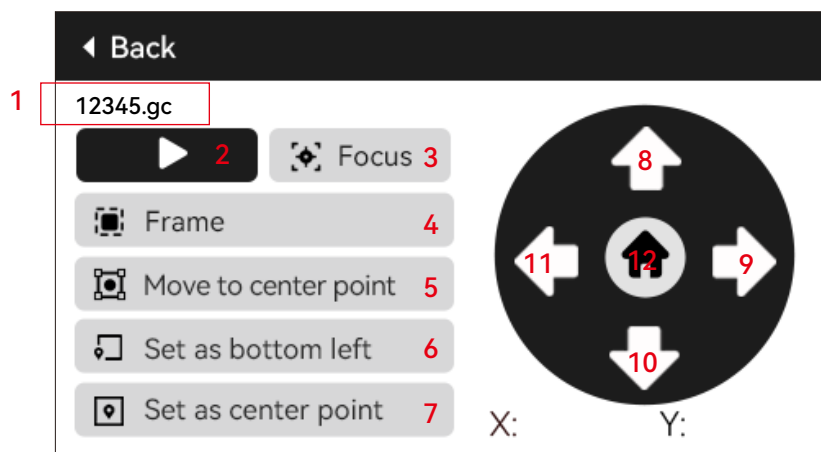 Back
1
12345.gc
2
Focus 3
Frame 4
Move to center point 5
Set as bottom left 6
Set as center point 7
8
11
12
9
10
X: Y: